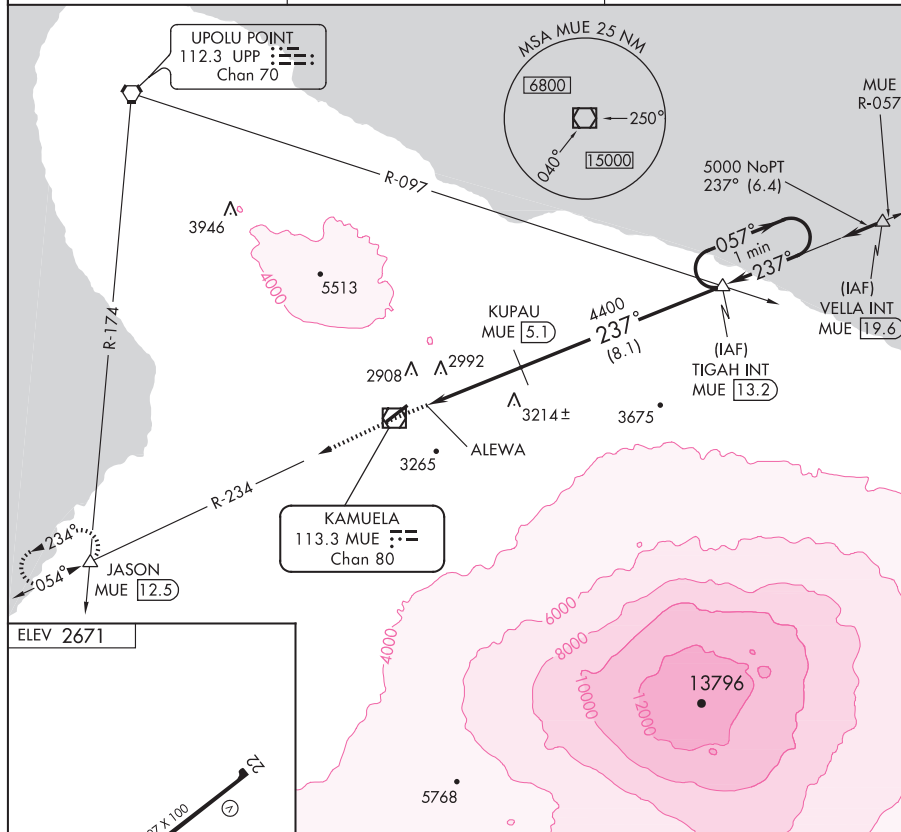 UPOLU POINT
112.3 UPP
Chan 70
MSA MUE 25 NM
6800
250°
040°
15000
MUE
R-057
5000 NoPT
237° (6.4)
R-097
3946
4000
5513
057°
1 min
237°
(IAF)
VELLA INT
MUE 19.6
R-174
KUPAU
MUE 5.1
4400
237°
(8.1)
(IAF)
TIGAH INT
MUE 13.2
2908
2992
3214±
3675
ALEWA
3265
R-234
KAMUELA
113.3 MUE
Chan 80
234°
054°
JASON
MUE 12.5
ELEV 2671
4000
6000
8000
10000
12000
13796
5768
22
X 100
V